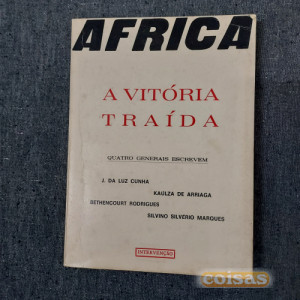 AFRICA
A VITÓRIA
TRAÍDA
QUATRO GENERAIS ESCREVEM
J. DA LUZ CUNHA
KAULZA DE ARRIAGA
BETHENCOURT RODRIGUES
SILVINO SILVÉRIO MARQUES
INTERVENÇÃO
coisas